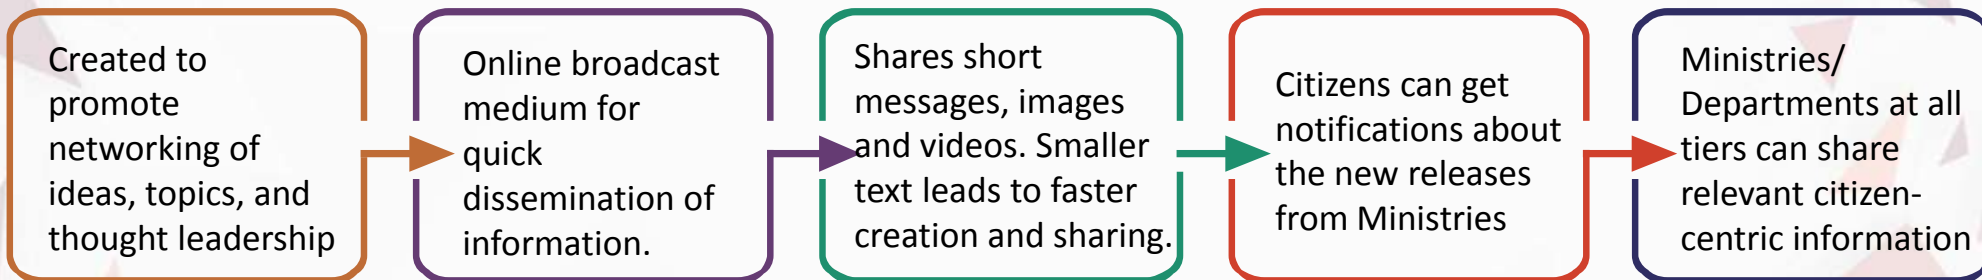 Created to
promote
networking of
ideas, topics, and
thought leadership
Online broadcast
medium for
quick
dissemination of
information.
Shares short
messages, images
and videos. Smaller
text leads to faster
creation and sharing.
Citizens can get
notifications about
the new releases
from Ministries
Ministries/
Departments at all
tiers can share
relevant citizen-
centric information